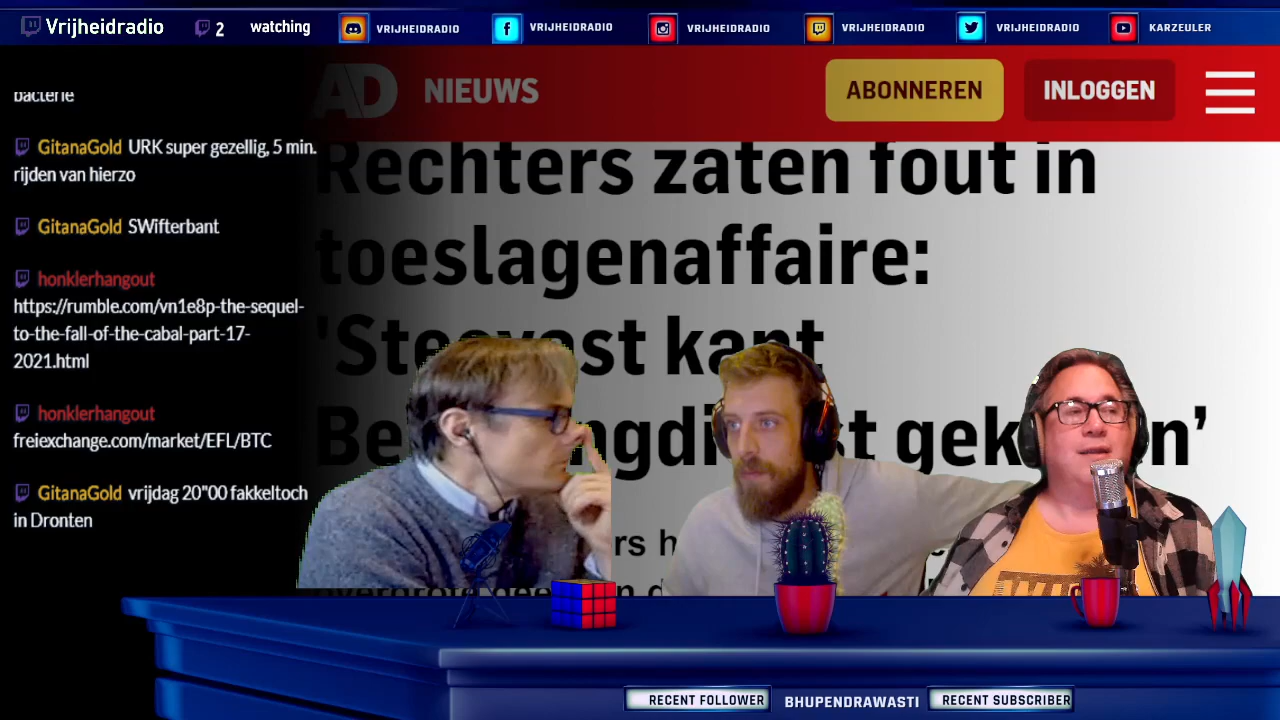 Vrijheidradio 2 watching VRIJHEIDRADIO VRIJHEIDRADIO VRIJHEIDRADIO VRIJHEIDRADIO VRIJHEIDRADIO KARZEULER
AD NIEUWS ABONNEREN INLOGGEN
bacterie
GitanaGold URK super gezellig, 5 min.
rijden van hierzo
GitanaGold SWifterbant
honklerhangout
https://rumble.com/vn1e8p-the-sequel-
to-the-fall-of-the-cabal-part-17-
2021.html
honklerhangout
freiexchange.com/market/EFL/BTC
GitanaGold vrijdag 20"00 fakkeltoch
in Dronten
Rechters zaten fout in
toeslagenaffaire:
kant
RECENT FOLLOWER BHUPENDRAWASTI RECENT SUBSCRIBER